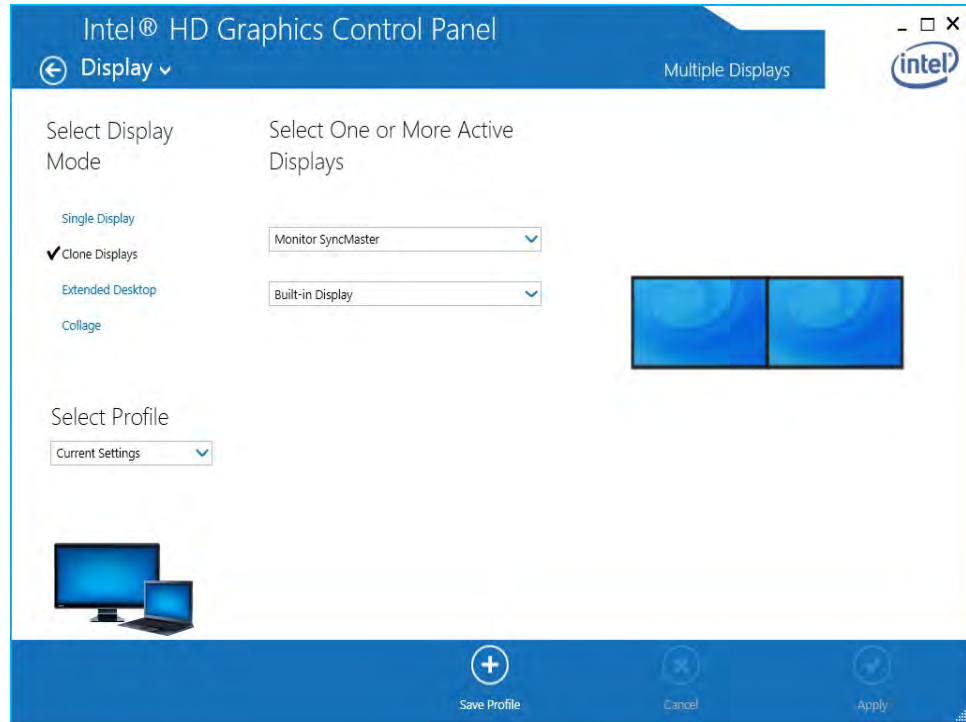 Intel® HD Graphics Control Panel
Display
Multiple Displays
intel
Select Display
Mode
Single Display
Clone Displays
Extended Desktop
Collage
Select One or More Active
Displays
Monitor SyncMaster
Built-in Display
Select Profile
Current Settings
Save Profile
Cancel
Apply